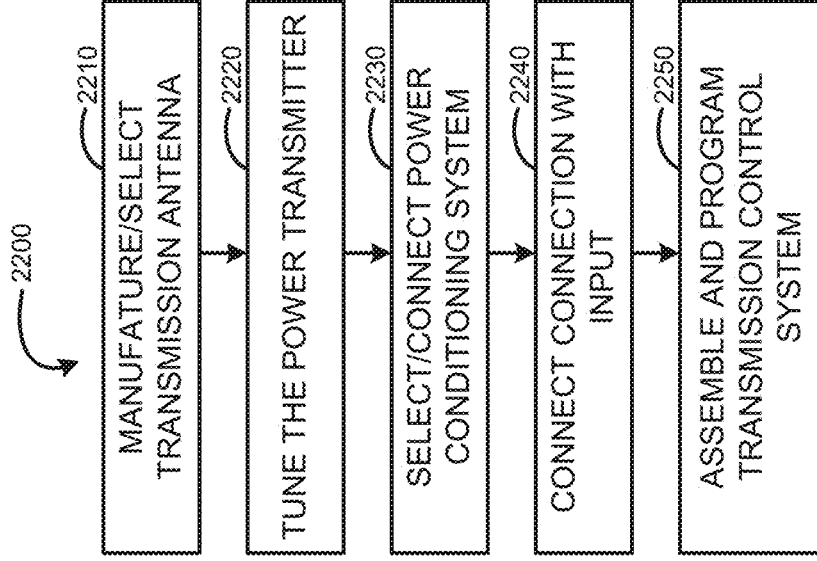 2200
2210
MANUFATURE/SELECT
TRANSMISSION ANTENNA
2220
TUNE THE POWER TRANSMITTER
2230
SELECT/CONNECT POWER
CONDITIONING SYSTEM
2240
CONNECT CONNECTION WITH
INPUT
2250
ASSEMBLE AND PROGRAM
TRANSMISSION CONTROL
SYSTEM